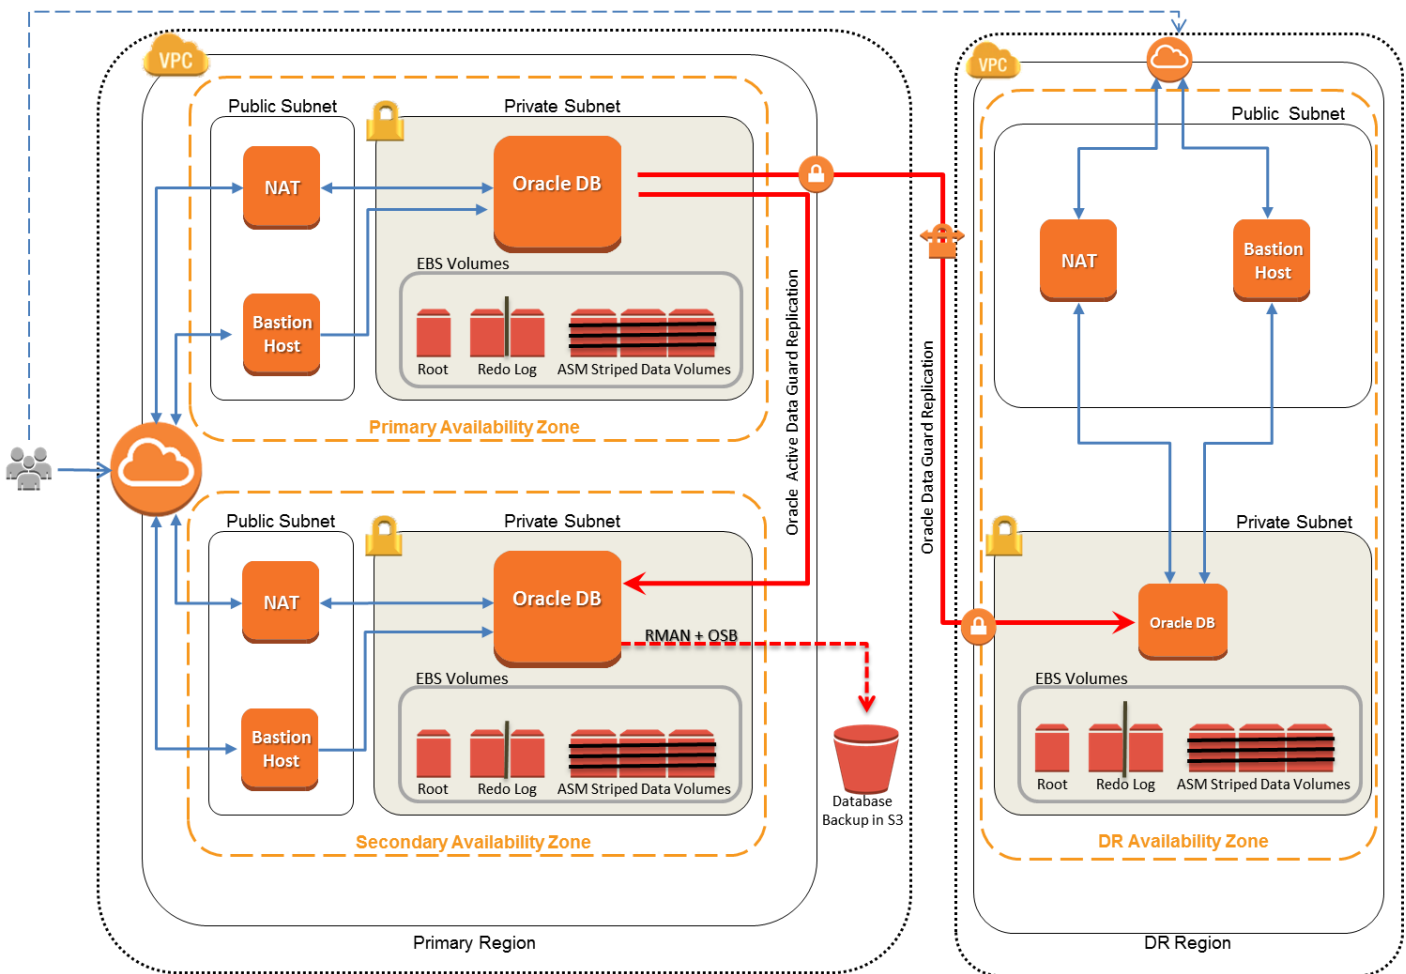 VPC
Public Subnet
Private Subnet
NAT
Oracle DB
EBS Volumes
Bastion
Host
Root
Redo Log
ASM Striped Data Volumes
Primary Availability Zone
Oracle Active Data Guard Replication
Public Subnet
Private Subnet
NAT
Oracle DB
RMAN + OSB
EBS Volumes
Bastion
Host
Root
Redo Log
ASM Striped Data Volumes
Secondary Availability Zone
Database
Backup in S3
Primary Region
Oracle Data Guard Replication
VPC
Public Subnet
NAT
Bastion
Host
Private Subnet
Oracle DB
EBS Volumes
Root
Redo Log
ASM Striped Data Volumes
DR Availability Zone
DR Region